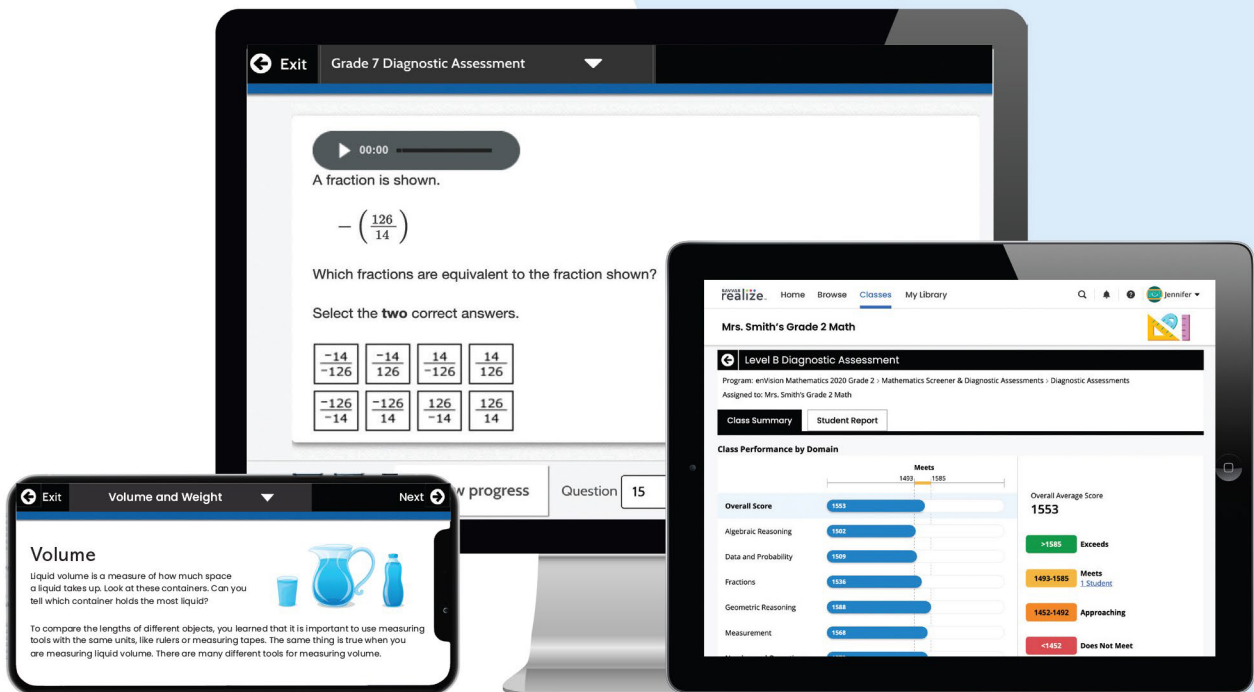 Exit Grade 7 Diagnostic Assessment
00:00
A fraction is shown.
− (126/14)
Which fractions are equivalent to the fraction shown?
Select the two correct answers.
−14/−126 −14/126 14/−126 14/126
−126/−14 −126/14 126/−14 126/14
progress Question 15
Exit Volume and Weight Next
Volume
Liquid volume is a measure of how much space
a liquid takes up. Look at these containers. Can you
tell which container holds the most liquid?
To compare the lengths of different objects, you learned that it is important to use measuring
tools with the same units, like rulers or measuring tapes. The same thing is true when you
are measuring liquid volume. There are many different tools for measuring volume.
SAVVAS realize. Home Browse Classes My Library Jennifer
Mrs. Smith's Grade 2 Math
Level B Diagnostic Assessment
Program: enVision Mathematics 2020 Grade 2 › Mathematics Screener & Diagnostic Assessments › Diagnostic Assessments
Assigned to: Mrs. Smith's Grade 2 Math
Class Summary Student Report
Class Performance by Domain
Meets
1493 1585
Overall Score 1553
Algebraic Reasoning 1502
Data and Probability 1509
Fractions 1536
Geometric Reasoning 1588
Measurement 1568
Overall Average Score
1553
>1585 Exceeds
1493-1585 Meets
1 Student
1452-1492 Approaching
<1452 Does Not Meet